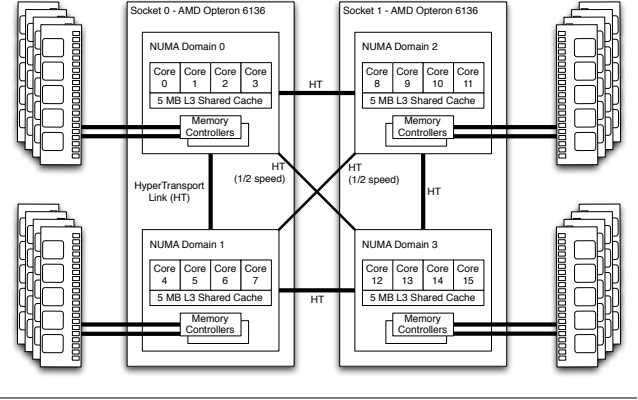 Socket 0 - AMD Opteron 6136
NUMA Domain 0
Core Core Core Core
0 1 2 3
5 MB L3 Shared Cache
Memory
Controllers
HT
Socket 1 - AMD Opteron 6136
NUMA Domain 2
Core Core Core Core
8 9 10 11
5 MB L3 Shared Cache
Memory
Controllers
HyperTransport
Link (HT)
HT
(1/2 speed)
HT
(1/2 speed)
HT
NUMA Domain 1
Core Core Core Core
4 5 6 7
5 MB L3 Shared Cache
Memory
Controllers
HT
NUMA Domain 3
Core Core Core Core
12 13 14 15
5 MB L3 Shared Cache
Memory
Controllers